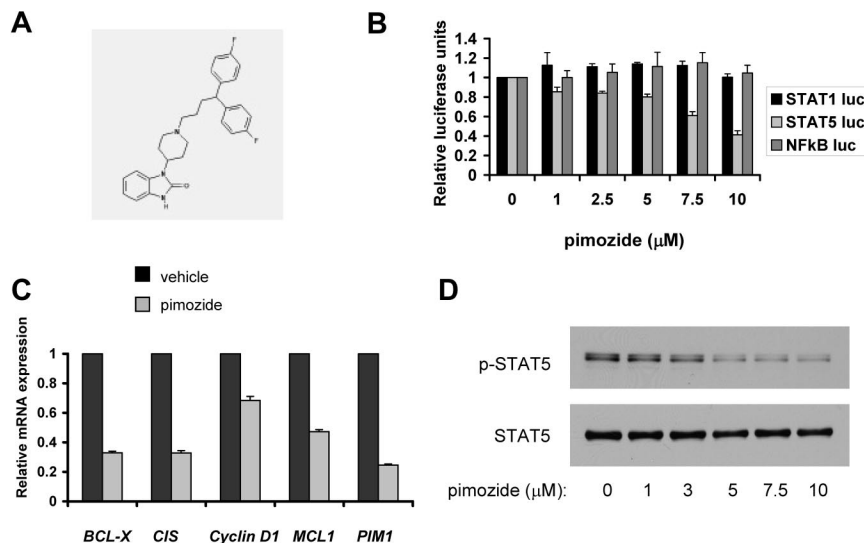 A
F
F
N
N
O
N
H
B
Relative luciferase units
1.4
1.2
1
0.8
0.6
0.4
0.2
0
0 1 2.5 5 7.5 10
pimozide (μM)
STAT1 luc
STAT5 luc
NFkB luc
C
vehicle
pimozide
Relative mRNA expression
1
0.8
0.6
0.4
0.2
0
BCL-X CIS Cyclin D1 MCL1 PIM1
D
p-STAT5
STAT5
pimozide (μM): 0 1 3 5 7.5 10